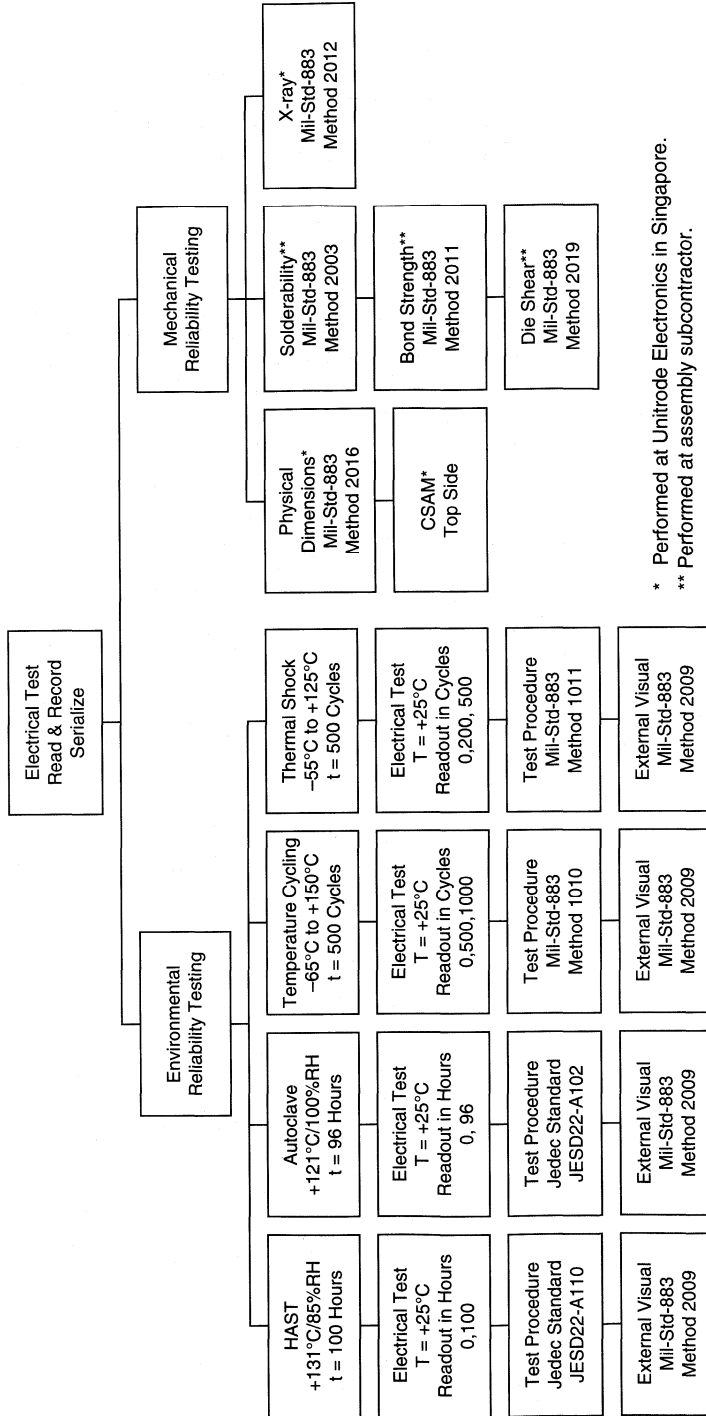 Electrical Test
Read & Record
Serialize
Environmental
Reliability Testing
Mechanical
Reliability Testing
HAST
+131°C/85%RH
t = 100 Hours
Autoclave
+121°C/100%RH
t = 96 Hours
Temperature Cycling
–65°C to +150°C
t = 500 Cycles
Thermal Shock
–55°C to +125°C
t = 500 Cycles
Physical
Dimensions*
Mil-Std-883
Method 2016
Solderability**
Mil-Std-883
Method 2003
X-ray*
Mil-Std-883
Method 2012
Electrical Test
T = +25°C
Readout in Hours
0,100
Electrical Test
T = +25°C
Readout in Hours
0, 96
Electrical Test
T = +25°C
Readout in Cycles
0,500,1000
Electrical Test
T = +25°C
Readout in Cycles
0,200, 500
CSAM*
Top Side
Bond Strength**
Mil-Std-883
Method 2011
Test Procedure
Jedec Standard
JESD22-A110
Test Procedure
Jedec Standard
JESD22-A102
Test Procedure
Mil-Std-883
Method 1010
Test Procedure
Mil-Std-883
Method 1011
Die Shear**
Mil-Std-883
Method 2019
External Visual
Mil-Std-883
Method 2009
External Visual
Mil-Std-883
Method 2009
External Visual
Mil-Std-883
Method 2009
External Visual
Mil-Std-883
Method 2009
* Performed at Unitrode Electronics in Singapore.
** Performed at assembly subcontractor.